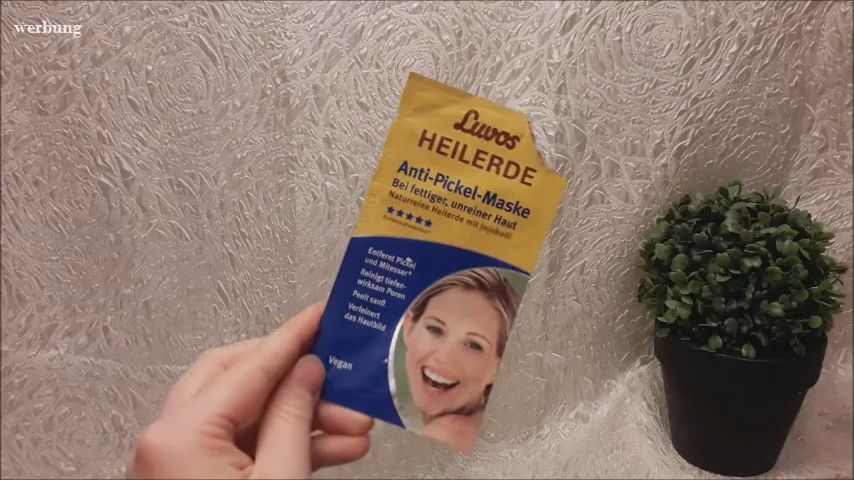 werbung
Luvos
HEILERDE
Anti-Pickel-Maske
Bei fettiger, unreiner Haut
Naturreine Heilerde mit Jojobaöl
Entfernt Pickel
und Mitesser*
Reinigt tiefen-
wirksam Poren
Peelt sanft
Verfeinert
das Hautbild
Vegan